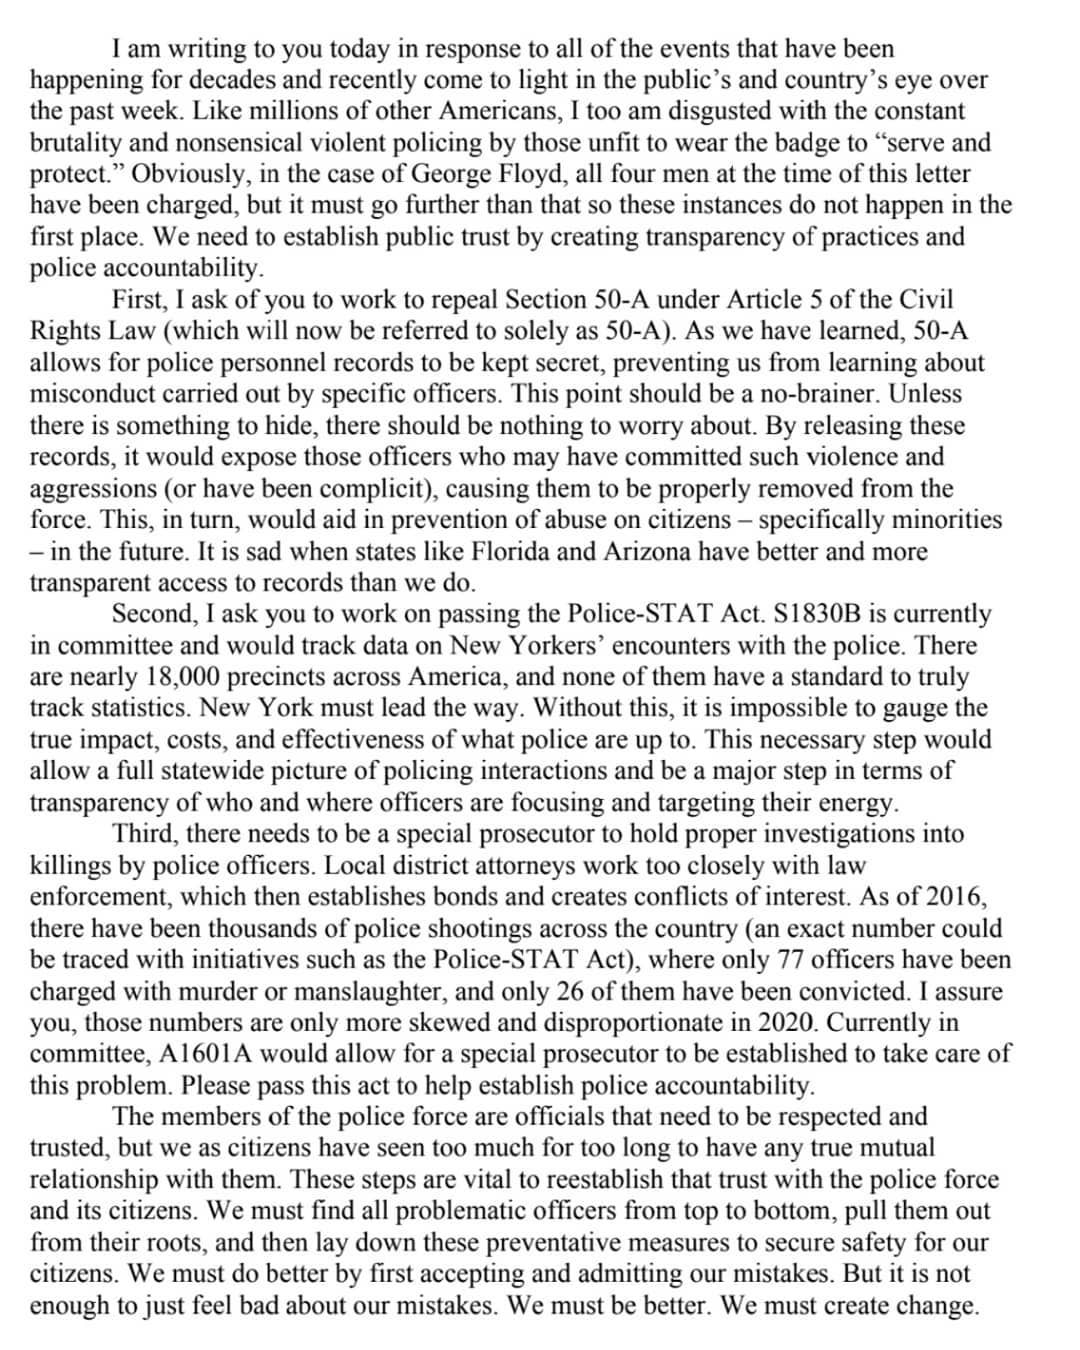 I am writing to you today in response to all of the events that have been
happening for decades and recently come to light in the public’s and country’s eye over
the past week. Like millions of other Americans, I too am disgusted with the constant
brutality and nonsensical violent policing by those unfit to wear the badge to “serve and
protect.” Obviously, in the case of George Floyd, all four men at the time of this letter
have been charged, but it must go further than that so these instances do not happen in the
first place. We need to establish public trust by creating transparency of practices and
police accountability.
First, I ask of you to work to repeal Section 50-A under Article 5 of the Civil
Rights Law (which will now be referred to solely as 50-A). As we have learned, 50-A
allows for police personnel records to be kept secret, preventing us from learning about
misconduct carried out by specific officers. This point should be a no-brainer. Unless
there is something to hide, there should be nothing to worry about. By releasing these
records, it would expose those officers who may have committed such violence and
aggressions (or have been complicit), causing them to be properly removed from the
force. This, in turn, would aid in prevention of abuse on citizens – specifically minorities
– in the future. It is sad when states like Florida and Arizona have better and more
transparent access to records than we do.
Second, I ask you to work on passing the Police-STAT Act. S1830B is currently
in committee and would track data on New Yorkers’ encounters with the police. There
are nearly 18,000 precincts across America, and none of them have a standard to truly
track statistics. New York must lead the way. Without this, it is impossible to gauge the
true impact, costs, and effectiveness of what police are up to. This necessary step would
allow a full statewide picture of policing interactions and be a major step in terms of
transparency of who and where officers are focusing and targeting their energy.
Third, there needs to be a special prosecutor to hold proper investigations into
killings by police officers. Local district attorneys work too closely with law
enforcement, which then establishes bonds and creates conflicts of interest. As of 2016,
there have been thousands of police shootings across the country (an exact number could
be traced with initiatives such as the Police-STAT Act), where only 77 officers have been
charged with murder or manslaughter, and only 26 of them have been convicted. I assure
you, those numbers are only more skewed and disproportionate in 2020. Currently in
committee, A1601A would allow for a special prosecutor to be established to take care of
this problem. Please pass this act to help establish police accountability.
The members of the police force are officials that need to be respected and
trusted, but we as citizens have seen too much for too long to have any true mutual
relationship with them. These steps are vital to reestablish that trust with the police force
and its citizens. We must find all problematic officers from top to bottom, pull them out
from their roots, and then lay down these preventative measures to secure safety for our
citizens. We must do better by first accepting and admitting our mistakes. But it is not
enough to just feel bad about our mistakes. We must be better. We must create change.